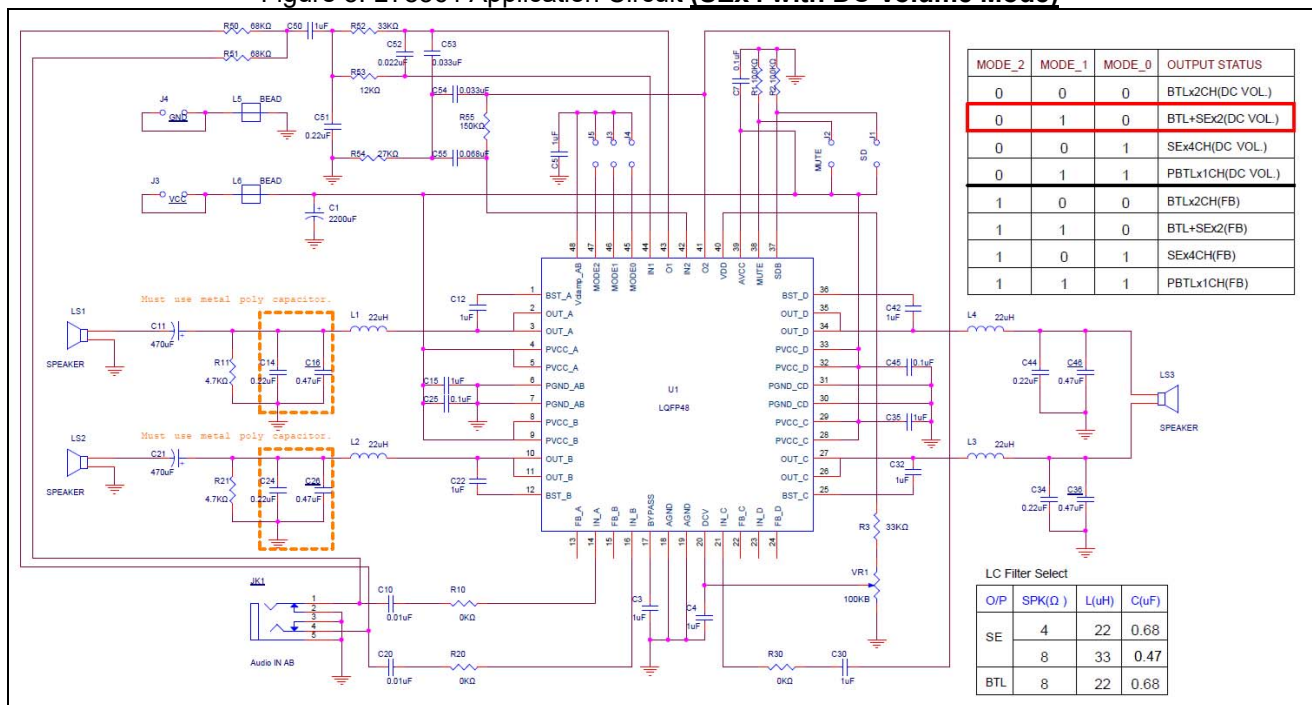 (SEx4 with DC Volume Mode)
R50 68KΩ C50 1uF R52 33KΩ
R51 68KΩ
C52 0.022uF
C53 0.033uF
R53 12KΩ
C54 0.033uF
R55 150KΩ
C51 0.22uF
R54 27KΩ
C55 0.068uF
J4 GND
L5 BEAD
J3 VCC
L6 BEAD
C1 2200uF
C5 1uF
J5
J3
J4
C7 0.1uF
R1 100KΩ
R2 100KΩ
J2 MUTE
J1 SD
48 Vdamp_AB
47 MODE2
46 MODE1
45 MODE0
44 IN1
43 O1
42 IN2
41 O2
40 VDD
39 AVCC
38 MUTE
37 SDB
1 BST_A
2 OUT_A
3 OUT_A
4 PVCC_A
5 PVCC_A
6 PGND_AB
7 PGND_AB
8 PVCC_B
9 PVCC_B
10 OUT_B
11 OUT_B
12 BST_B
U1
LQFP48
BST_D 36
OUT_D 35
OUT_D 34
PVCC_D 33
PVCC_D 32
PGND_CD 31
PGND_CD 30
PVCC_C 29
PVCC_C 28
OUT_C 27
OUT_C 26
BST_C 25
13 FB_A
14 IN_A
15 FB_B
16 IN_B
17 BYPASS
18 AGND
19 AGND
20 DCV
21 IN_C
22 FB_C
23 IN_D
24 FB_D
Must use metal poly capacitor.
LS1
SPEAKER
C11 470uF
R11 4.7KΩ
C14 0.22uF
C16 0.47uF
L1 22uH
C12 1uF
C15 1uF
C25 0.1uF
Must use metal poly capacitor.
LS2
SPEAKER
C21 470uF
R21 4.7KΩ
C24 0.22uF
C26 0.47uF
L2 22uH
C22 1uF
C42 1uF
L4 22uH
C45 0.1uF
C44 0.22uF
C46 0.47uF
LS3
SPEAKER
C35 1uF
L3 22uH
C32 1uF
C34 0.22uF
C36 0.47uF
R3 33KΩ
VR1 100KB
JK1
1
2
3
4
5
Audio IN AB
C10 0.01uF
R10 0KΩ
C20 0.01uF
R20 0KΩ
C3 1uF
C4 1uF
R30 0KΩ
C30 1uF
MODE_2 MODE_1 MODE_0 OUTPUT STATUS
0 0 0 BTLx2CH(DC VOL.)
0 1 0 BTL+SEx2(DC VOL.)
0 0 1 SEx4CH(DC VOL.)
0 1 1 PBTLx1CH(DC VOL.)
1 0 0 BTLx2CH(FB)
1 1 0 BTL+SEx2(FB)
1 0 1 SEx4CH(FB)
1 1 1 PBTLx1CH(FB)
LC Filter Select
O/P SPK(Ω ) L(uH) C(uF)
SE 4 22 0.68
8 33 0.47
BTL 8 22 0.68